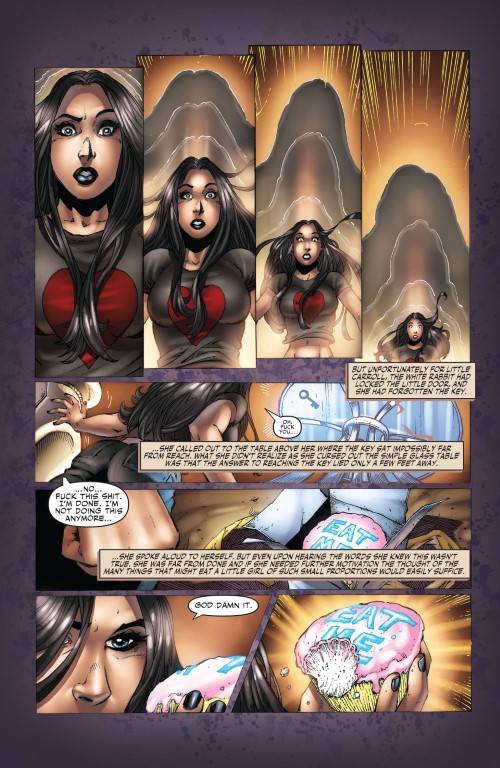 BUT UNFORTUNATELY FOR LITTLE
CARROLL, THE WHITE RABBIT HAD
LOCKED THE LITTLE DOOR, AND
SHE HAD FORGOTTEN THE KEY.
OH,
FUCK
YOU...
...SHE CALLED OUT TO THE TABLE ABOVE HER WHERE THE KEY SAT IMPOSSIBLY FAR
FROM REACH. WHAT SHE DIDN'T REALIZE AS SHE CURSED OUT THE SIMPLE GLASS TABLE
WAS THAT THE ANSWER TO REACHING THE KEY LIED ONLY A FEW FEET AWAY.
...NO...
FUCK THIS SHIT.
I'M DONE. I'M
NOT DOING THIS
ANYMORE...
EAT
ME
...SHE SPOKE ALOUD TO HERSELF. BUT EVEN UPON HEARING THE WORDS SHE KNEW THIS WASN'T
TRUE. SHE WAS FAR FROM DONE AND IF SHE NEEDED FURTHER MOTIVATION THE THOUGHT OF THE
MANY THINGS THAT MIGHT EAT A LITTLE GIRL OF SUCH SMALL PROPORTIONS WOULD EASILY SUFFICE.
GOD DAMN IT.
EAT
ME